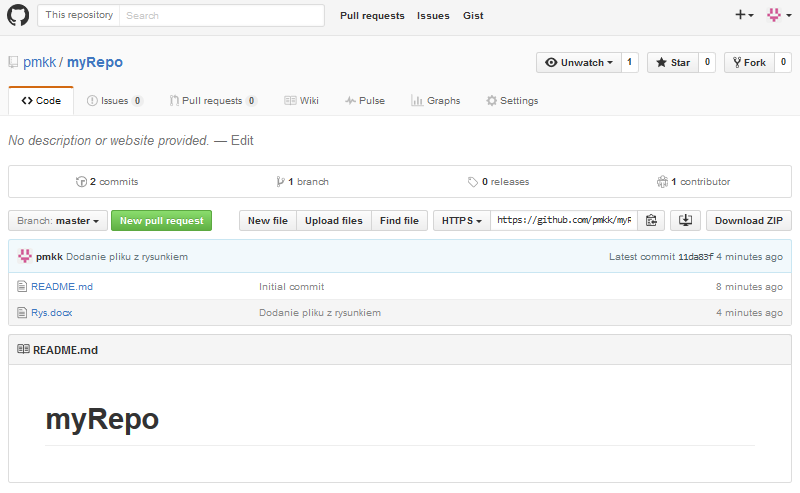 This repository Search Pull requests Issues Gist
pmkk / myRepo Unwatch 1 Star 0 Fork 0
Code Issues 0 Pull requests 0 Wiki Pulse Graphs Settings
No description or website provided. — Edit
2 commits 1 branch 0 releases 1 contributor
Branch: master New pull request New file Upload files Find file HTTPS https://github.com/pmkk/myR Download ZIP
pmkk Dodanie pliku z rysunkiem Latest commit 11da83f 4 minutes ago
README.md Initial commit 8 minutes ago
Rys.docx Dodanie pliku z rysunkiem 4 minutes ago
README.md
myRepo